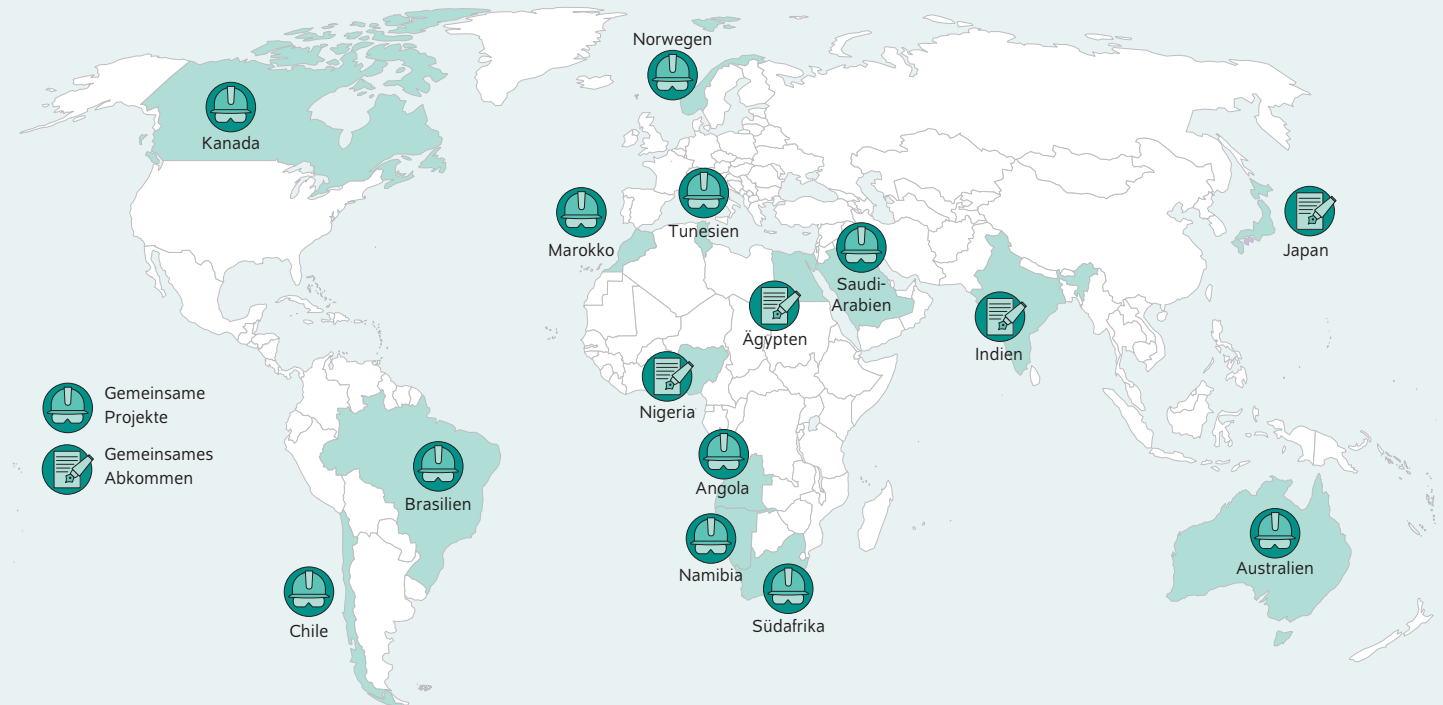 Norwegen
Kanada
Marokko
Tunesien
Japan
Saudi-
Arabien
Ägypten
Indien
Nigeria
Gemeinsame
Projekte
Gemeinsames
Abkommen
Brasilien
Angola
Namibia
Australien
Chile
Südafrika